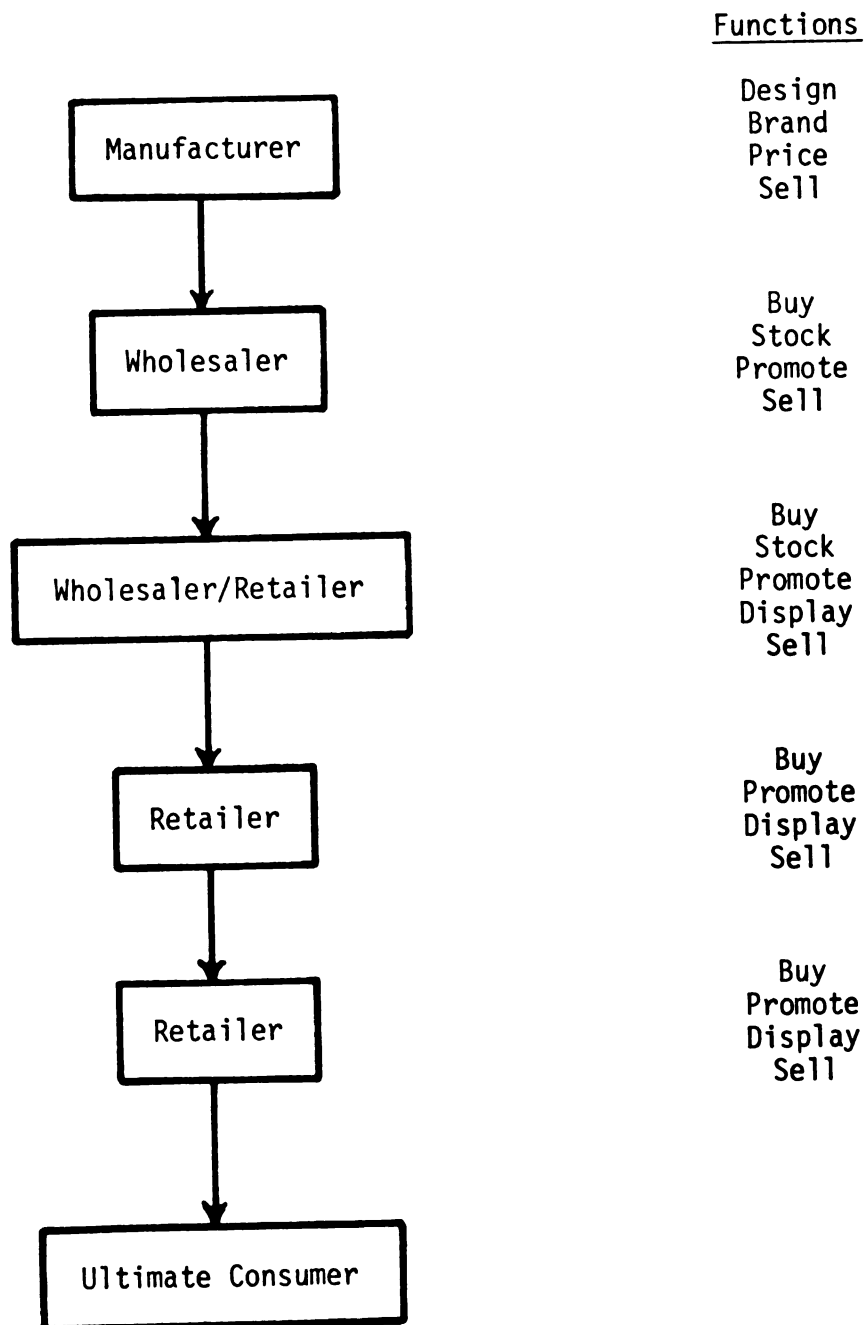 Functions
Design
Brand
Manufacturer
Price
Sell
Buy
Stock
Wholesaler
Promote
Sell
Buy
Stock
Wholesaler/Retailer
Promote
Display
Sell
Buy
Promote
Retailer
Display
Sell
Buy
Promote
Retailer
Display
Sell
Ultimate Consumer